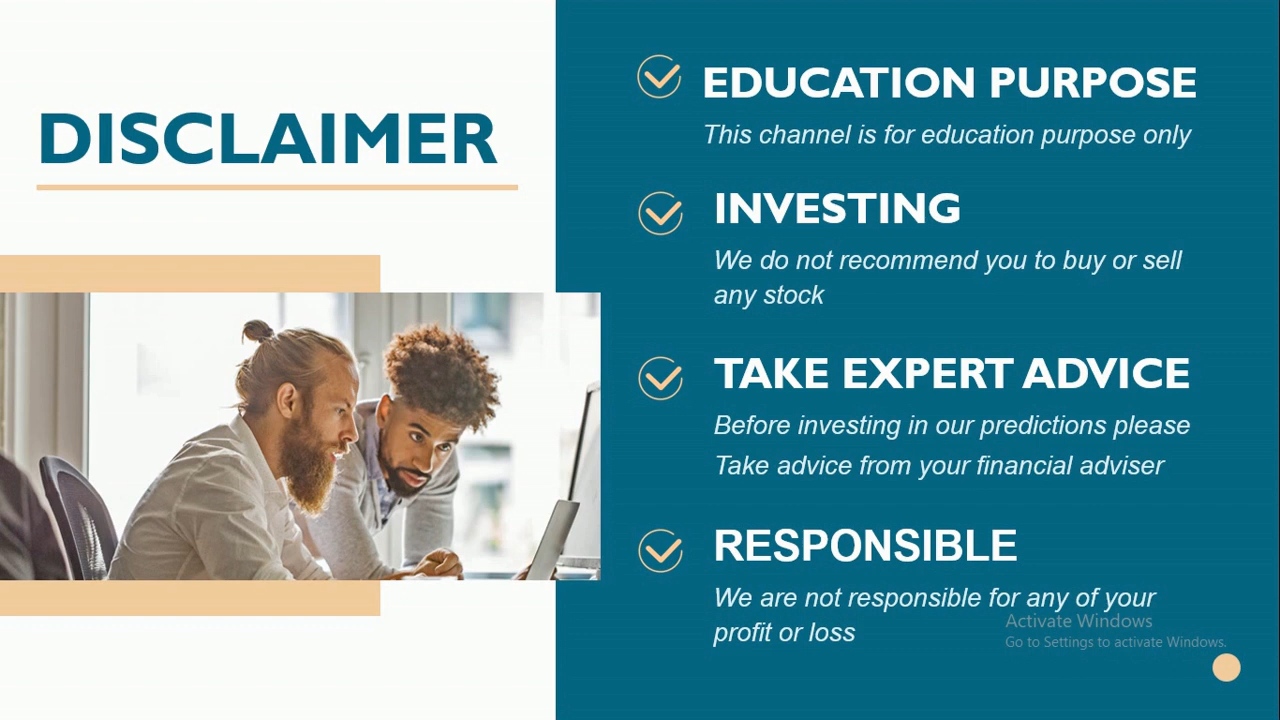 DISCLAIMER
EDUCATION PURPOSE
This channel is for education purpose only
INVESTING
We do not recommend you to buy or sell
any stock
TAKE EXPERT ADVICE
Before investing in our predictions please
Take advice from your financial adviser
RESPONSIBLE
We are not responsible for any of your
profit or loss
Activate Windows
Go to Settings to activate Windows.